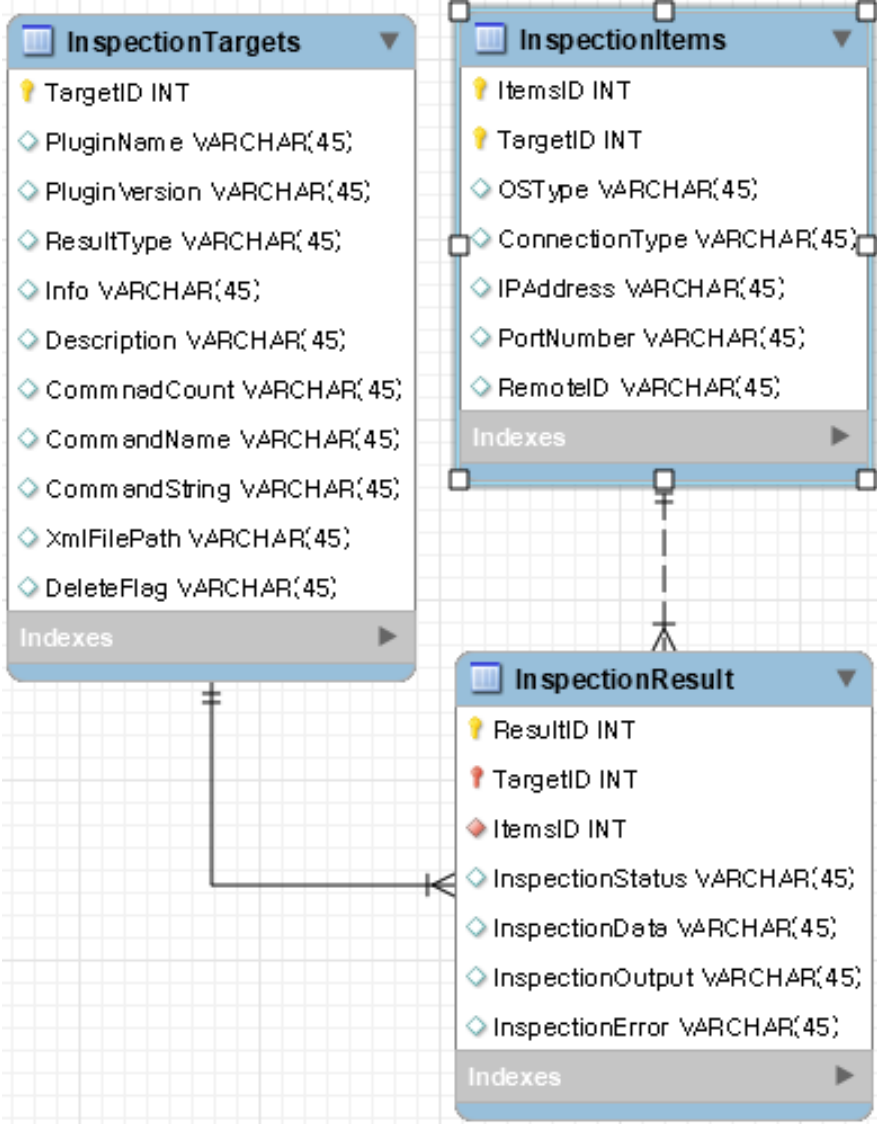 InspectionTargets
TargetID INT
PluginName VARCHAR(45)
PluginVersion VARCHAR(45)
ResultType VARCHAR(45)
Info VARCHAR(45)
Description VARCHAR(45)
CommnadCount VARCHAR(45)
CommandName VARCHAR(45)
CommandString VARCHAR(45)
XmlFilePath VARCHAR(45)
DeleteFlag VARCHAR(45)
Indexes
InspectionItems
ItemsID INT
TargetID INT
OSType VARCHAR(45)
ConnectionType VARCHAR(45)
IPAddress VARCHAR(45)
PortNumber VARCHAR(45)
RemoteID VARCHAR(45)
Indexes
InspectionResult
ResultID INT
TargetID INT
ItemsID INT
InspectionStatus VARCHAR(45)
InspectionData VARCHAR(45)
InspectionOutput VARCHAR(45)
InspectionError VARCHAR(45)
Indexes